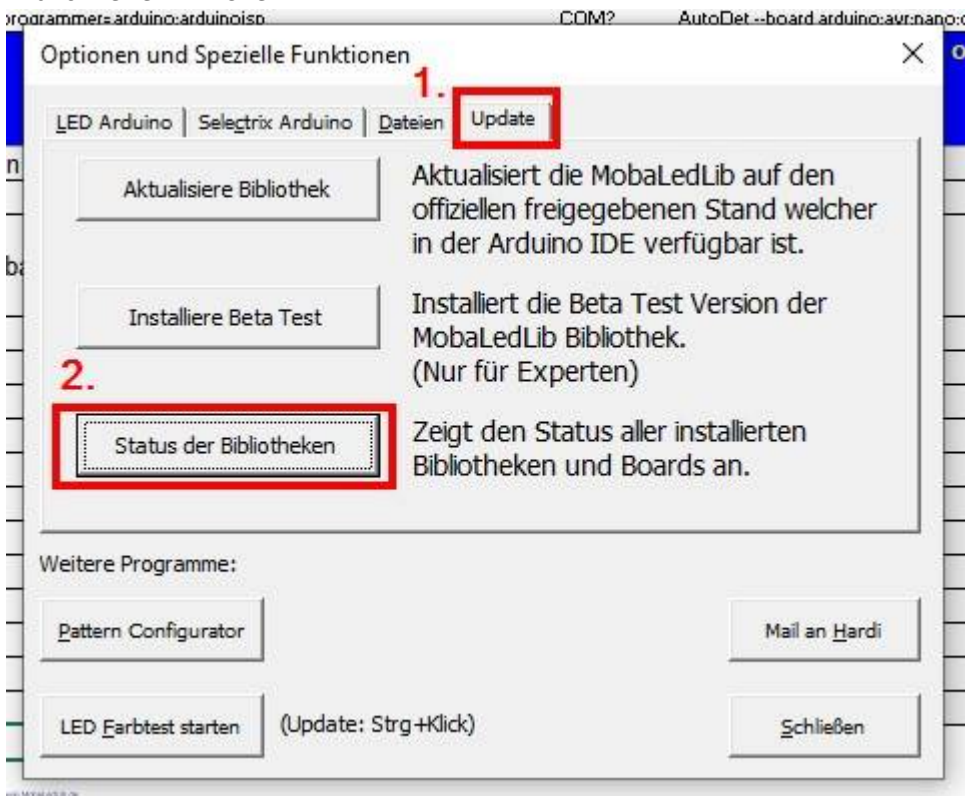 programmer=arduino:arduinoisp COM? AutoDet --board arduino:avr:nano:
Optionen und Spezielle Funktionen
1.
LED Arduino Selectrix Arduino Dateien Update
Aktualisiere Bibliothek
Aktualisiert die MobaLedLib auf den
offiziellen freigegebenen Stand welcher
in der Arduino IDE verfügbar ist.
Installiere Beta Test
Installiert die Beta Test Version der
MobaLedLib Bibliothek.
(Nur für Experten)
2.
Status der Bibliotheken
Zeigt den Status aller installierten
Bibliotheken und Boards an.
Weitere Programme:
Pattern Configurator
Mail an Hardi
LED Farbtest starten
(Update: Strg+Klick)
Schließen